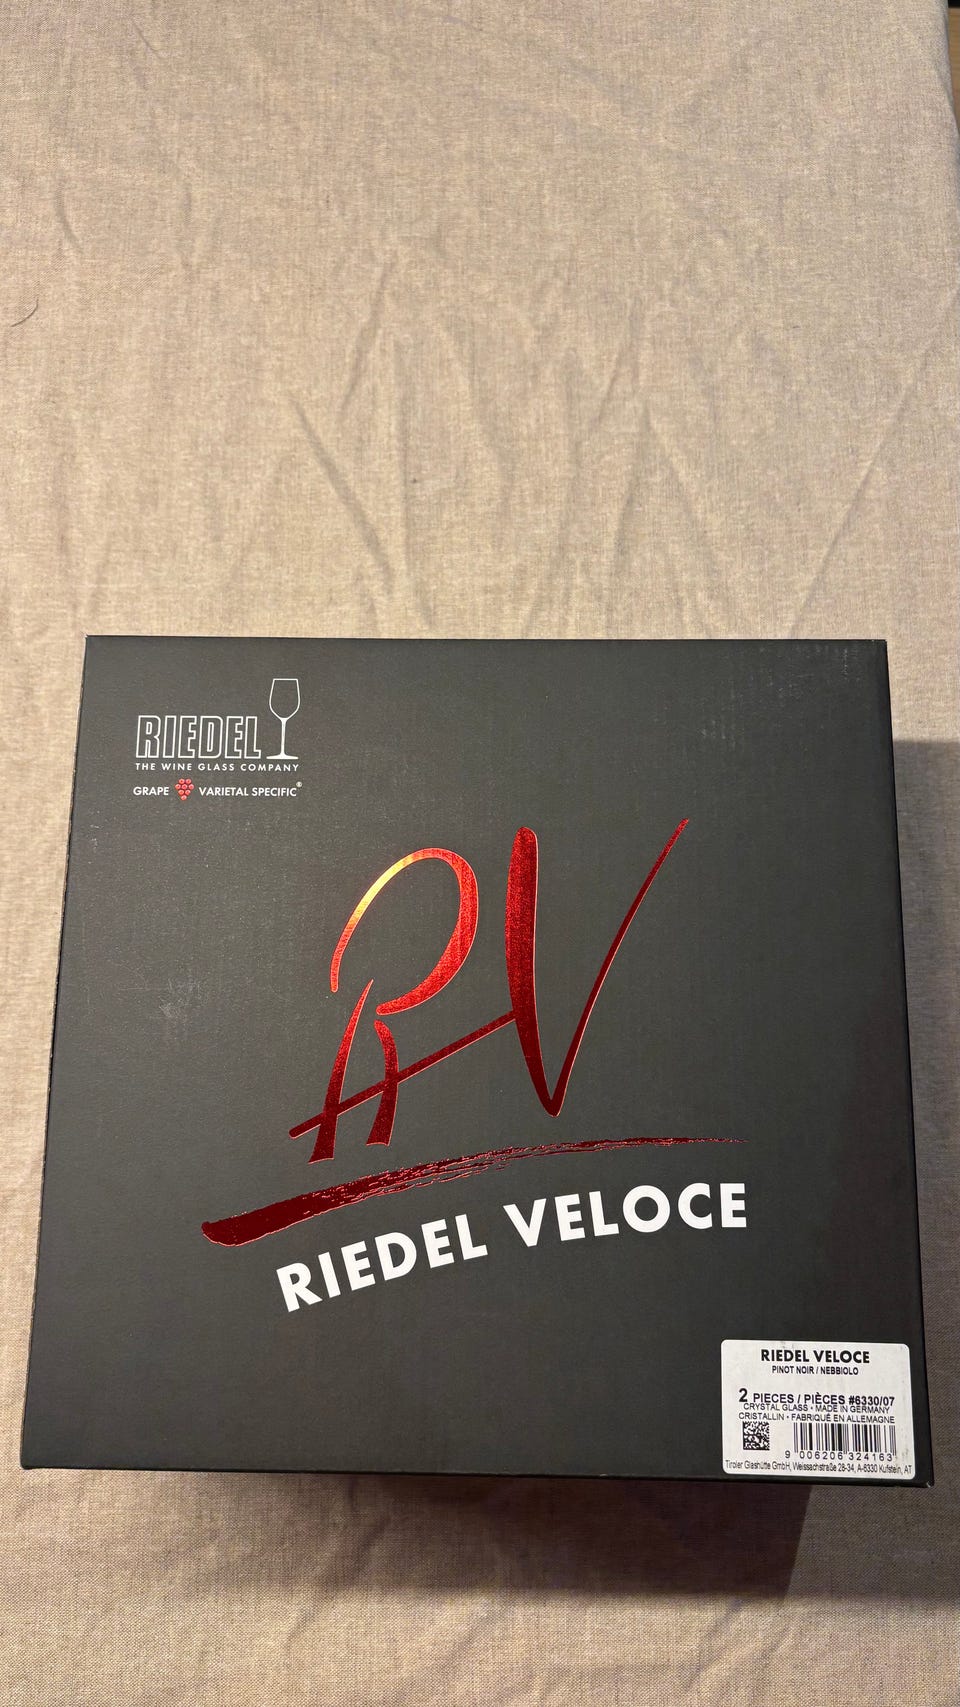 RIEDEL
THE WINE GLASS COMPANY
GRAPE VARIETAL SPECIFIC®
RV
RIEDEL VELOCE
RIEDEL VELOCE
PINOT NOIR / NEBBIOLO
2 PIECES / PIÈCES #6330/07
CRYSTAL GLASS • MADE IN GERMANY
CRISTALLIN • FABRIQUÉ EN ALLEMAGNE
9 006206 324163
Tiroler Glashütte GmbH, Weissachstraße 28-34, A-6330 Kufstein, AT